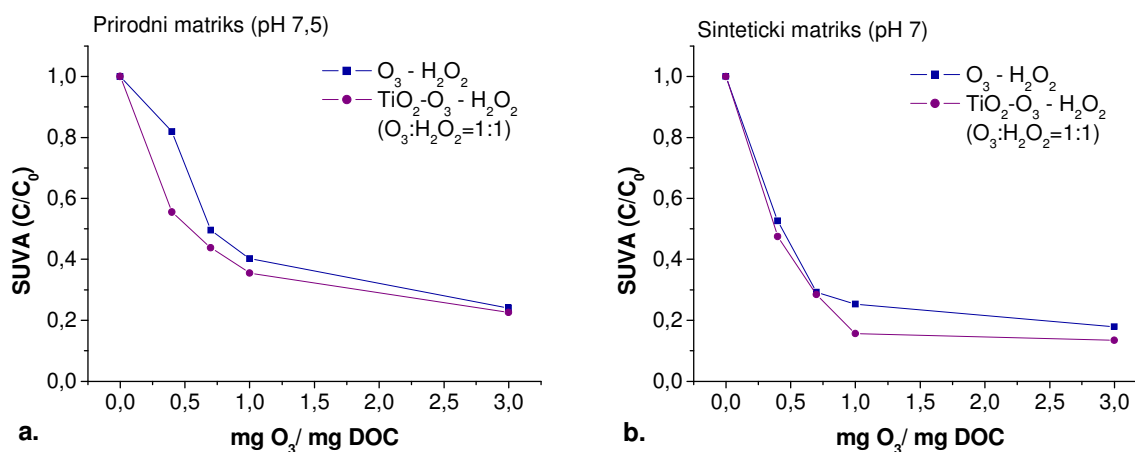 Prirodni matriks (pH 7,5)
O₃ - H₂O₂
TiO₂-O₃ - H₂O₂
(O₃:H₂O₂=1:1)
1,0
0,8
0,6
0,4
0,2
0,0
SUVA (C/C₀)
0,0 0,5 1,0 1,5 2,0 2,5 3,0
mg O₃/ mg DOC
a.
Sinteticki matriks (pH 7)
O₃ - H₂O₂
TiO₂-O₃ - H₂O₂
(O₃:H₂O₂=1:1)
1,0
0,8
0,6
0,4
0,2
0,0
SUVA (C/C₀)
0,0 0,5 1,0 1,5 2,0 2,5 3,0
mg O₃/ mg DOC
b.